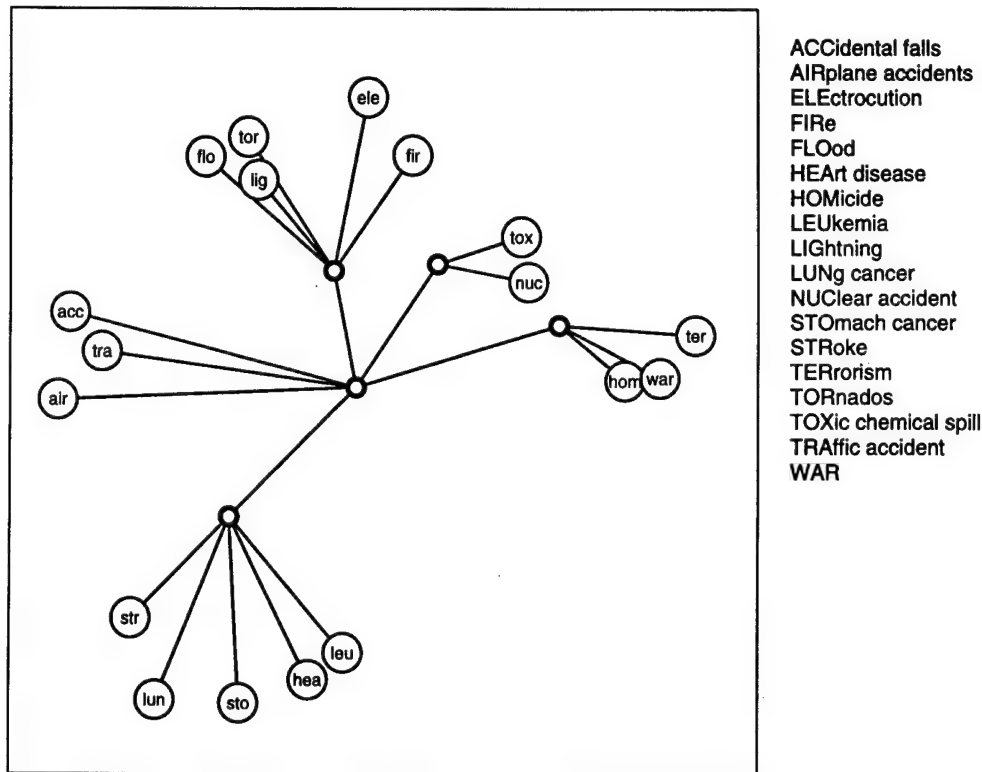 ele
tor
flo
fir
lig
tox
nuc
acc
tra
ter
air
hom
war
str
leu
hea
lun
sto
ACCidental falls
AIRplane accidents
ELEctrocution
FIRe
FLOod
HEArt disease
HOMicide
LEUkemia
LIGhtning
LUNg cancer
NUClear accident
STOmach cancer
STRoke
TERrorism
TORnados
TOXic chemical spill
TRAffic accident
WAR